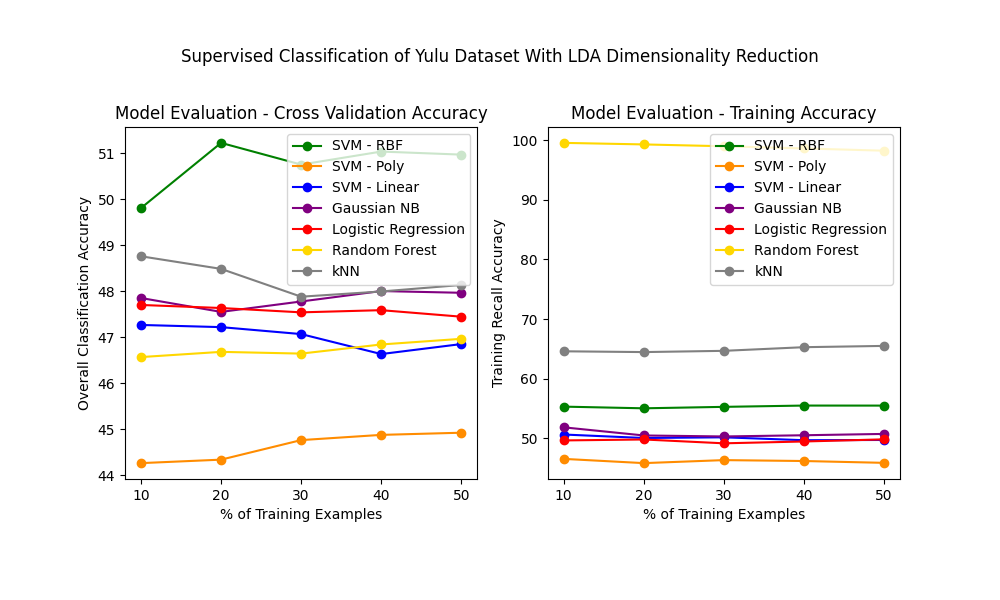 Supervised Classification of Yulu Dataset With LDA Dimensionality Reduction
Model Evaluation - Cross Validation Accuracy
Overall Classification Accuracy
51
50
49
48
47
46
45
44
SVM - RBF
SVM - Poly
SVM - Linear
Gaussian NB
Logistic Regression
Random Forest
kNN
10 20 30 40 50
% of Training Examples
Model Evaluation - Training Accuracy
Training Recall Accuracy
100
90
80
70
60
50
SVM - RBF
SVM - Poly
SVM - Linear
Gaussian NB
Logistic Regression
Random Forest
kNN
10 20 30 40 50
% of Training Examples